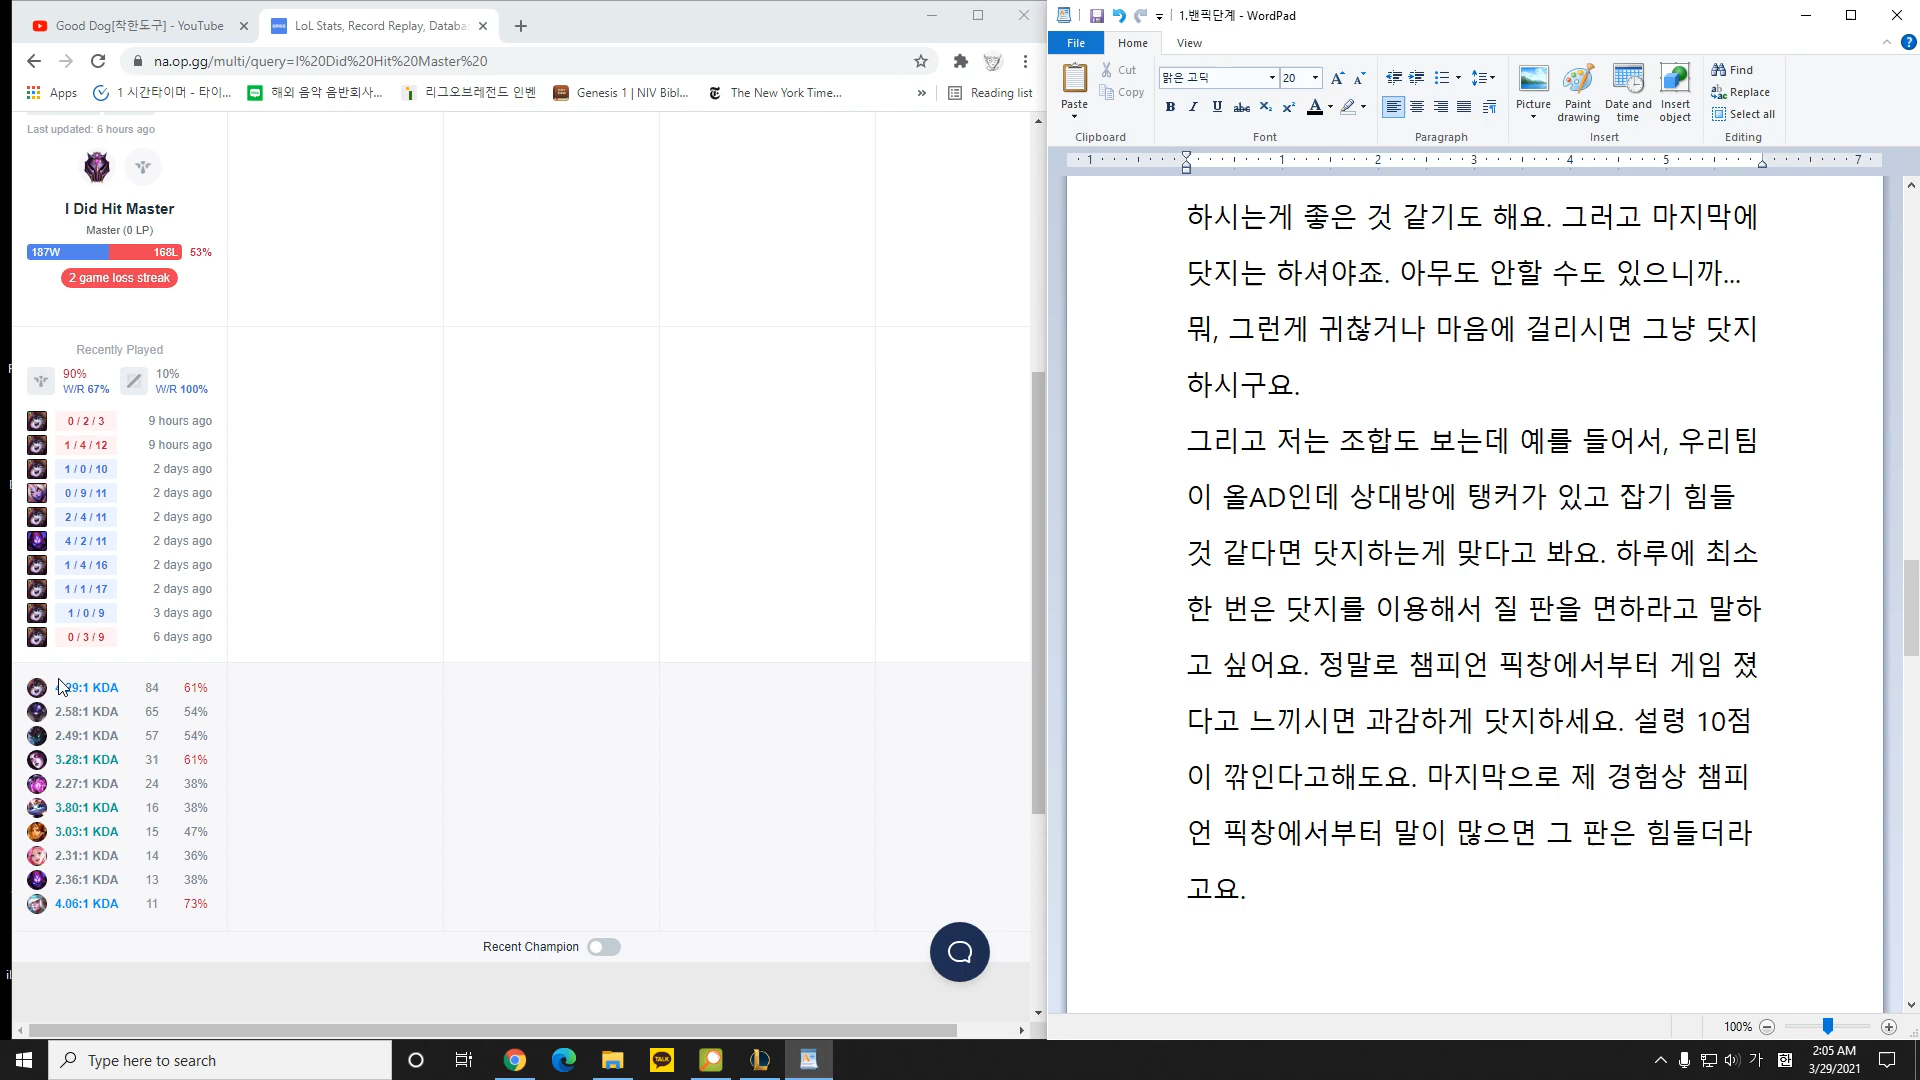 Good Dog[착한도구] - YouTube
LoL Stats, Record Replay, Databa
na.op.gg/multi/query=I%20Did%20Hit%20Master%20
Apps
1 시간타이머 - 타이...
해외 음악 음반회사...
리그오브레전드 인벤
Genesis 1 | NIV Bibl...
The New York Time...
»
Reading list
Last updated: 6 hours ago
I Did Hit Master
Master (0 LP)
187W 168L 53%
2 game loss streak
Recently Played
90% 10%
W/R 67% W/R 100%
0 / 2 / 3 9 hours ago
1 / 4 / 12 9 hours ago
1 / 0 / 10 2 days ago
0 / 9 / 11 2 days ago
2 / 4 / 11 2 days ago
4 / 2 / 11 2 days ago
1 / 4 / 16 2 days ago
1 / 1 / 17 2 days ago
1 / 0 / 9 3 days ago
0 / 3 / 9 6 days ago
29:1 KDA 84 61%
2.58:1 KDA 65 54%
2.49:1 KDA 57 54%
3.28:1 KDA 31 61%
2.27:1 KDA 24 38%
3.80:1 KDA 16 38%
3.03:1 KDA 15 47%
2.31:1 KDA 14 36%
2.36:1 KDA 13 38%
4.06:1 KDA 11 73%
Recent Champion
1.밴픽단계 - WordPad
File Home View
Paste
Cut
Copy
Clipboard
맑은 고딕 20
B I U abc X₂ X² A
Font
Paragraph
Picture
Paint drawing
Date and time
Insert object
Insert
Find
Replace
Select all
Editing
1 1 2 3 4 5 7
하시는게 좋은 것 같기도 해요. 그러고 마지막에
닷지는 하셔야죠. 아무도 안할 수도 있으니까...
뭐, 그런게 귀찮거나 마음에 걸리시면 그냥 닷지
하시구요.
그리고 저는 조합도 보는데 예를 들어서, 우리팀
이 올AD인데 상대방에 탱커가 있고 잡기 힘들
것 같다면 닷지하는게 맞다고 봐요. 하루에 최소
한 번은 닷지를 이용해서 질 판을 면하라고 말하
고 싶어요. 정말로 챔피언 픽창에서부터 게임 졌
다고 느끼시면 과감하게 닷지하세요. 설령 10점
이 깎인다고해도요. 마지막으로 제 경험상 챔피
언 픽창에서부터 말이 많으면 그 판은 힘들더라
고요.
100%
Type here to search
TALK
가 한
2:05 AM
3/29/2021